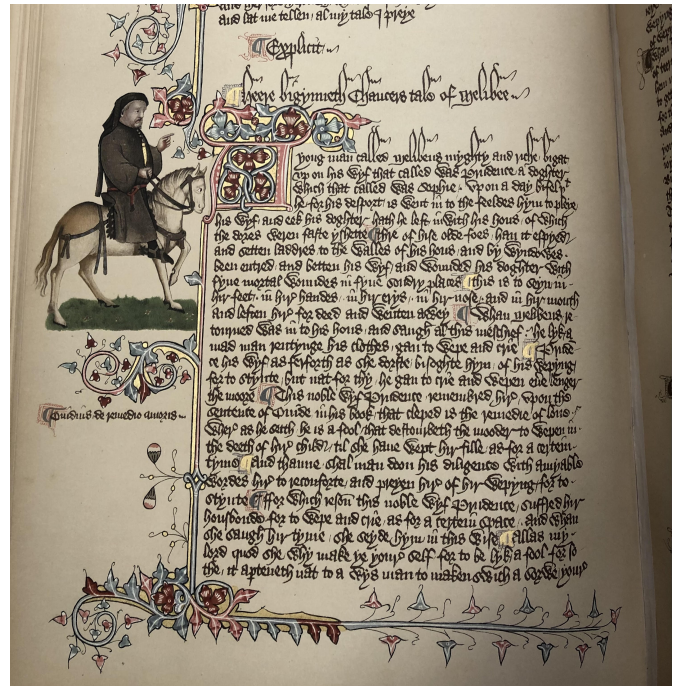 and lat me tellen al my tale I preye
Explicit
Heere bigynneth Chaucers tale of Melibee
A yong man called Melibeus myghty and riche bigat
vp on his wyf that called was Prudence a doghter
which that called was Sophie / vpon a day bifel þt
he for his desport is went in to the feeldes hym to pleye
his wyf and eek his doghter hath he left inwith his hous / of which
the dores weren faste yshette / thre of hise olde foes han it espyed
and setten laddres to the walles of his hous / and by wyndowes
been entred / and betten his wyf / and wounded his doghter with
fyue mortal woundes in fyue sondry places / this is to seyn in
hir feet / in hir handes / in hir erys / in hir nose / and in hir mouth
and leften hir for deed and wenten awey / Whan Melibeus re-
tourned was in to his hous / and saugh al this meschief / he lyk a
mad man rentynge his clothes / gan to wepe and crie / Prude(n)-
ce his wyf as ferforth as she dorste / bisoghte hym of his wepyng
for to stynte / but nat for thy / he gan to crie and wepen euere lenger
the moore / This noble wyf Prudence remembred hir vpon the
sentence of Ouide in his book that cleped is the remedie of loue /
Wher as he seith / he is a fool that destourbeth the mooder to wepen in
the deeth of hir child / til she haue wept hir fille / as for a certein
tyme / and thanne shal man doon his diligence with amyable
wordes hir to reconforte / and preyen hir of hir wepyng for to
stynte / ffor which reson this noble wyf Prudence / suffred hir
housbonde for to wepe and crie / as for a certein space / and whan
she saugh hir tyme / she seyde hym in this wise / Allas my
lord quod she / why make ye your self for to be lyk a fool / for so
the / it aperteneth nat to a wys man / to maken swich a sorwe / your
Ouidius de remedio amoris